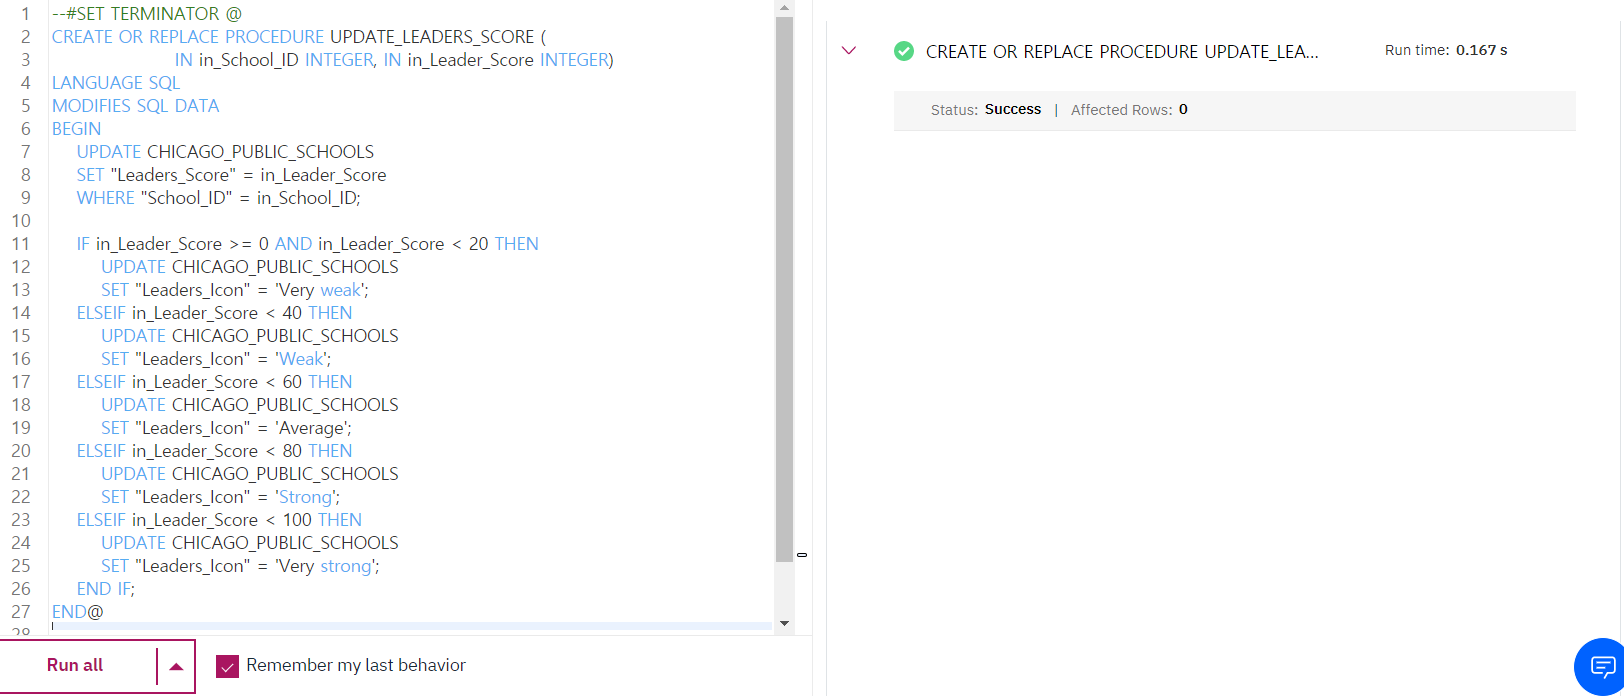 1 --#SET TERMINATOR @
2 CREATE OR REPLACE PROCEDURE UPDATE_LEADERS_SCORE (
3 IN in_School_ID INTEGER, IN in_Leader_Score INTEGER)
4 LANGUAGE SQL
5 MODIFIES SQL DATA
6 BEGIN
7 UPDATE CHICAGO_PUBLIC_SCHOOLS
8 SET "Leaders_Score" = in_Leader_Score
9 WHERE "School_ID" = in_School_ID;
10
11 IF in_Leader_Score >= 0 AND in_Leader_Score < 20 THEN
12 UPDATE CHICAGO_PUBLIC_SCHOOLS
13 SET "Leaders_Icon" = 'Very weak';
14 ELSEIF in_Leader_Score < 40 THEN
15 UPDATE CHICAGO_PUBLIC_SCHOOLS
16 SET "Leaders_Icon" = 'Weak';
17 ELSEIF in_Leader_Score < 60 THEN
18 UPDATE CHICAGO_PUBLIC_SCHOOLS
19 SET "Leaders_Icon" = 'Average';
20 ELSEIF in_Leader_Score < 80 THEN
21 UPDATE CHICAGO_PUBLIC_SCHOOLS
22 SET "Leaders_Icon" = 'Strong';
23 ELSEIF in_Leader_Score < 100 THEN
24 UPDATE CHICAGO_PUBLIC_SCHOOLS
25 SET "Leaders_Icon" = 'Very strong';
26 END IF;
27 END@
28
Run all
Remember my last behavior
CREATE OR REPLACE PROCEDURE UPDATE_LEA...
Run time: 0.167 s
Status: Success | Affected Rows: 0